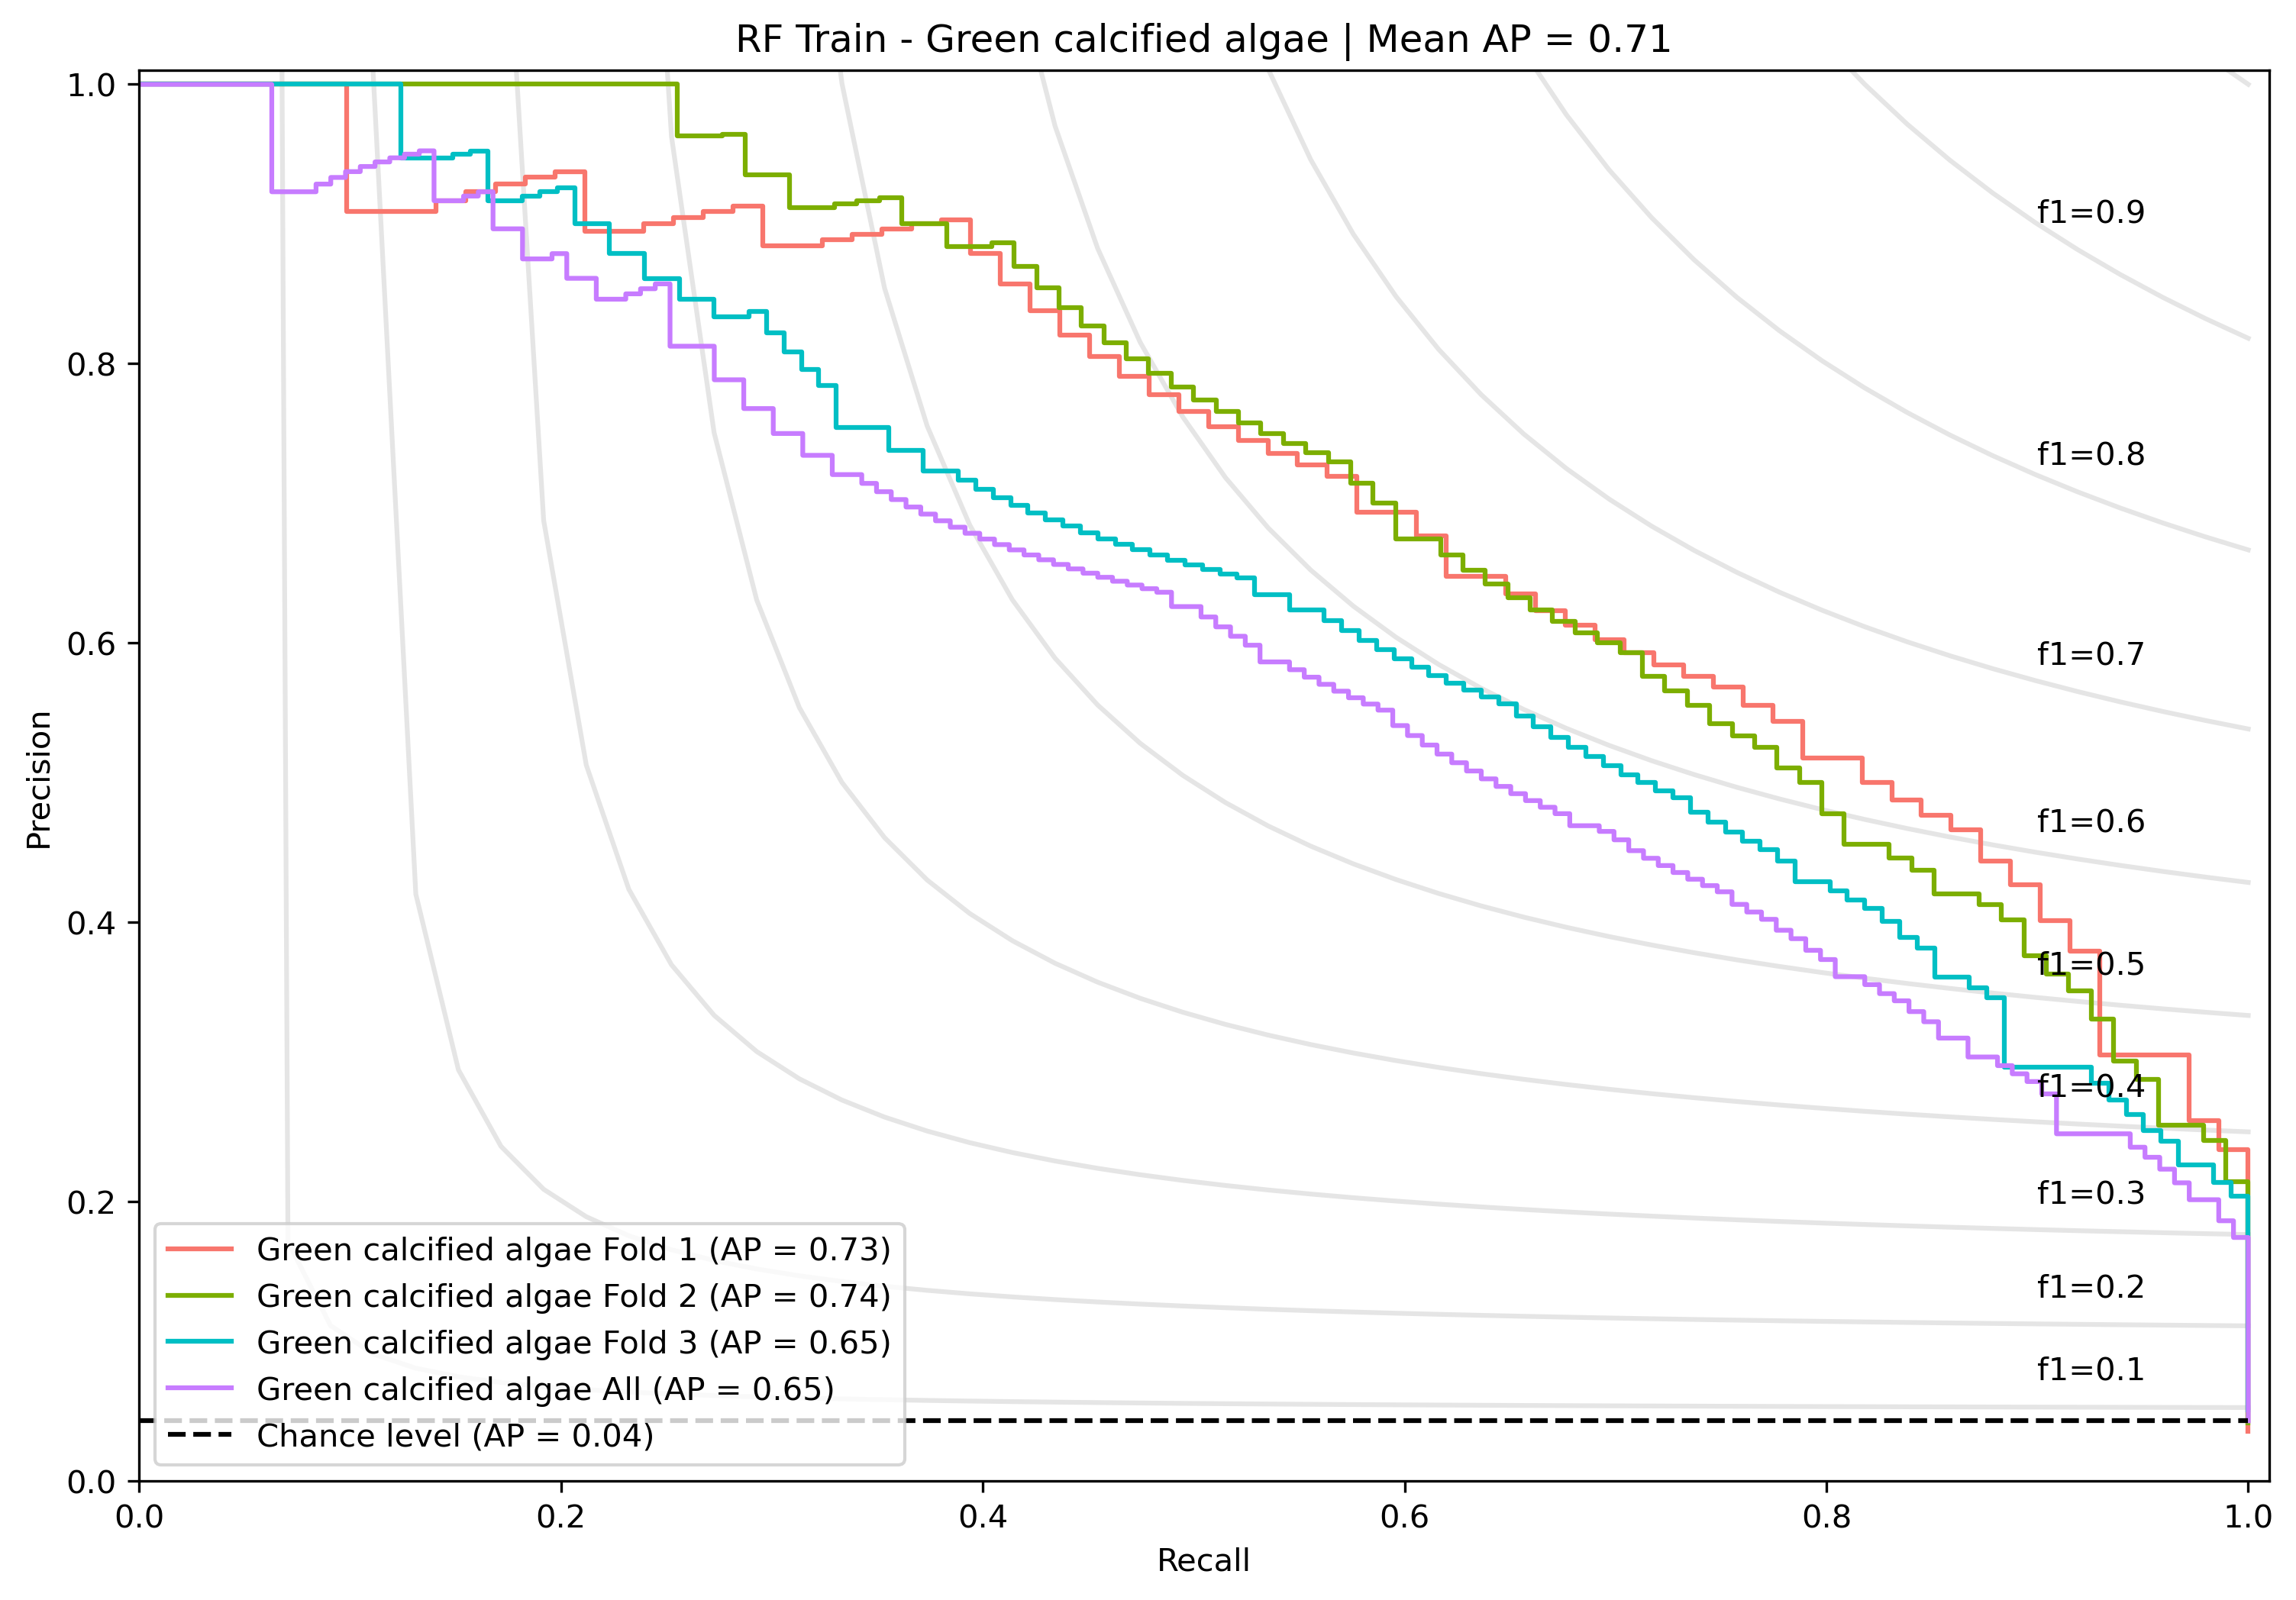 RF Train - Green calcified algae | Mean AP = 0.71
1.0
0.8
0.6
0.4
0.2
0.0
Precision
f1=0.9
f1=0.8
f1=0.7
f1=0.6
f1=0.5
f1=0.4
f1=0.3
f1=0.2
f1=0.1
Green calcified algae Fold 1 (AP = 0.73)
Green calcified algae Fold 2 (AP = 0.74)
Green calcified algae Fold 3 (AP = 0.65)
Green calcified algae All (AP = 0.65)
Chance level (AP = 0.04)
0.0 0.2 0.4 0.6 0.8 1.0
Recall